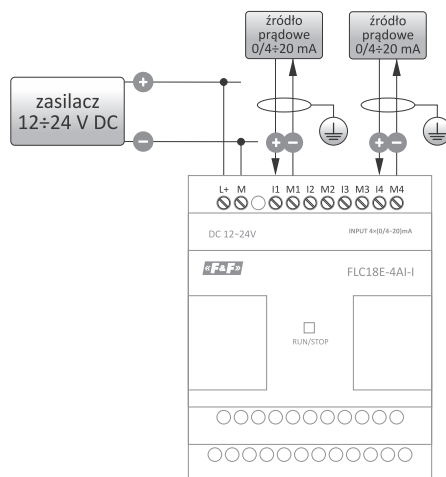 źródło
prądowe
0/4÷20 mA
źródło
prądowe
0/4÷20 mA
zasilacz
12÷24 V DC
+
−
+ −
+ −
L+ M I1 M1 I2 M2 I3 M3 I4 M4
DC 12-24V
INPUT 4×(0/4-20)mA
«F&F»
FLC18E-4AI-I
RUN/STOP